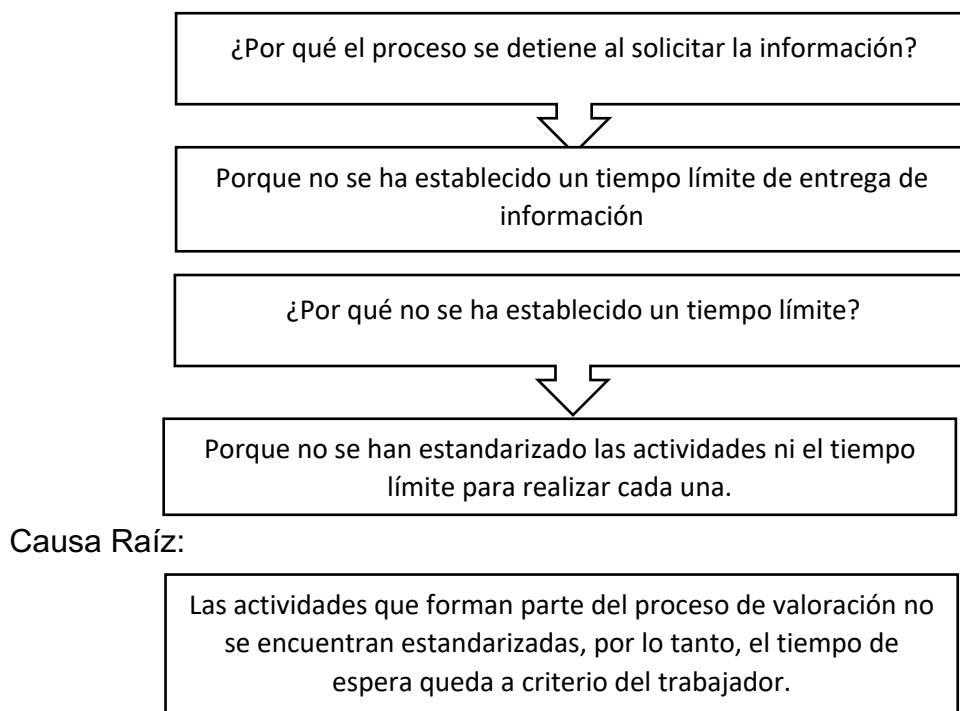 ¿Por qué el proceso se detiene al solicitar la información?
Porque no se ha establecido un tiempo límite de entrega de
información
¿Por qué no se ha establecido un tiempo límite?
Porque no se han estandarizado las actividades ni el tiempo
límite para realizar cada una.
Causa Raíz:
Las actividades que forman parte del proceso de valoración no
se encuentran estandarizadas, por lo tanto, el tiempo de
espera queda a criterio del trabajador.